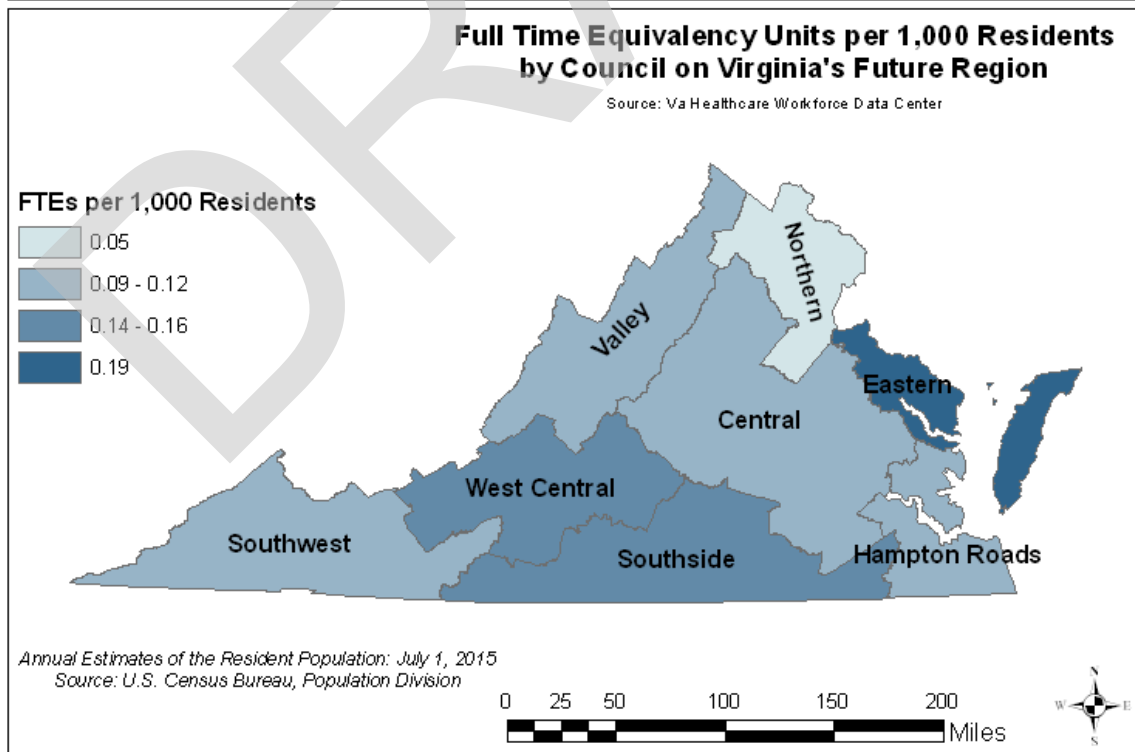 Full Time Equivalency Units per 1,000 Residents
by Council on Virginia's Future Region
Source: Va Healthcare Workforce Data Center
FTEs per 1,000 Residents
0.05
0.09 - 0.12
0.14 - 0.16
0.19
Northern
Valley
Eastern
Central
West Central
Southwest
Southside
Hampton Roads
Annual Estimates of the Resident Population: July 1, 2015
Source: U.S. Census Bureau, Population Division
0 25 50 100 150 200
Miles
N
W E
S